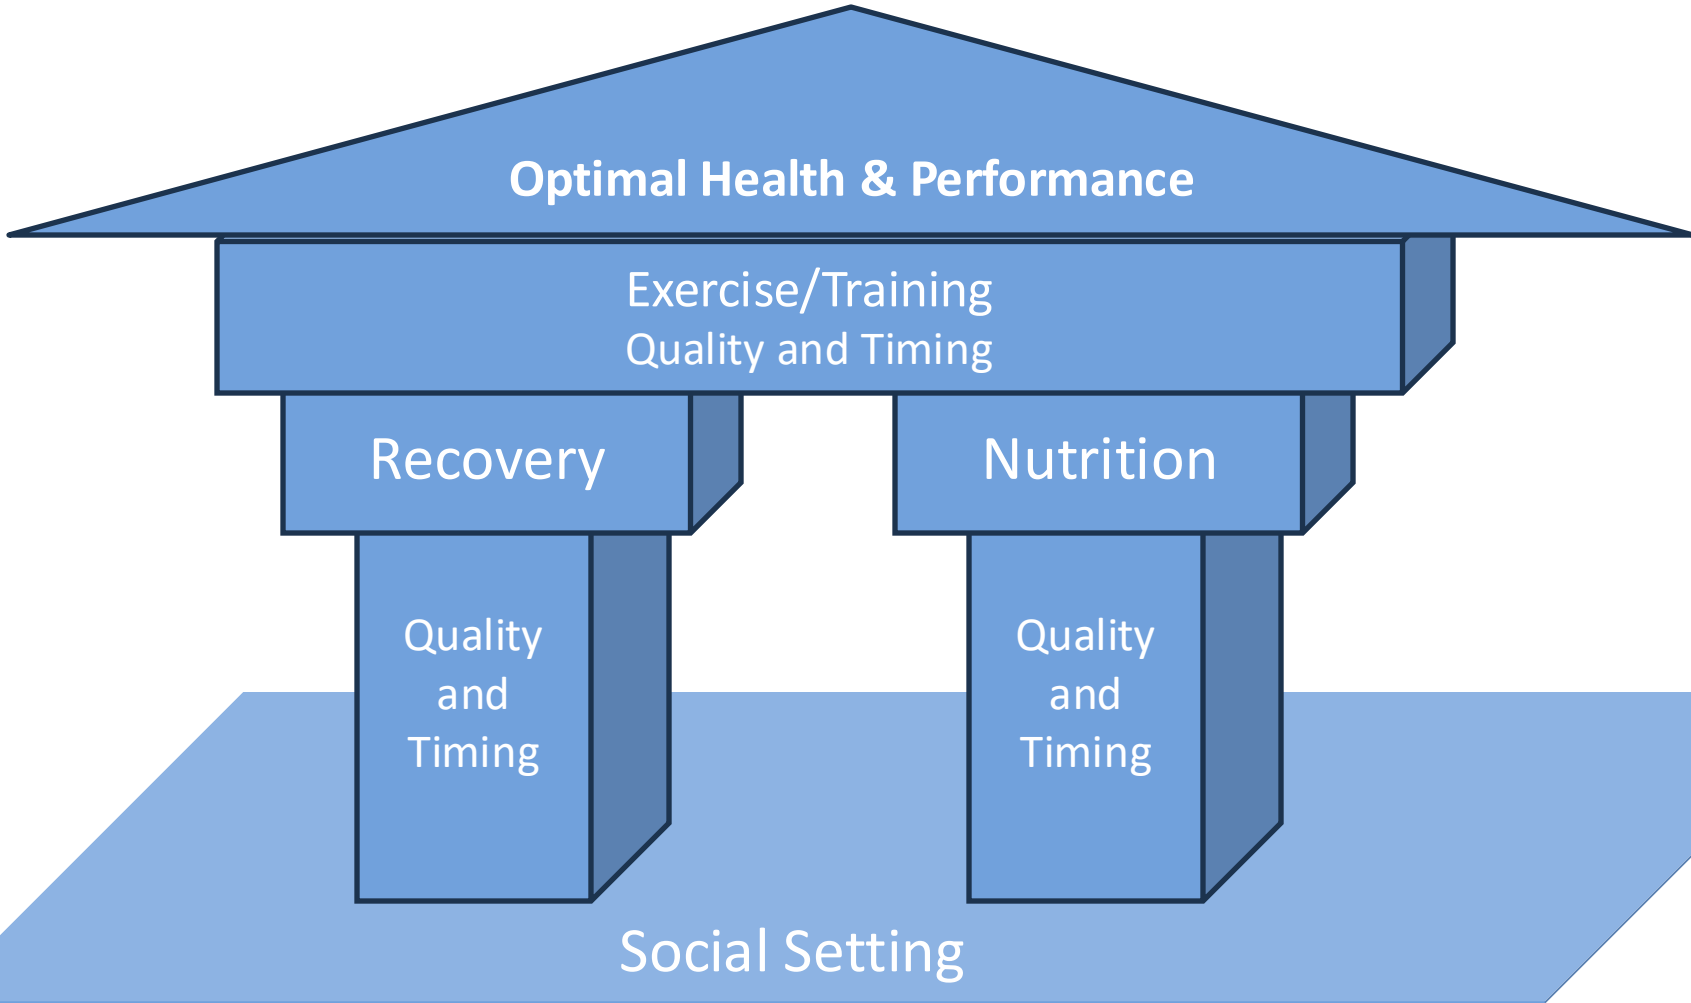 Optimal Health & Performance
Exercise/Training
Quality and Timing
Recovery
Nutrition
Quality
and
Timing
Quality
and
Timing
Social Setting